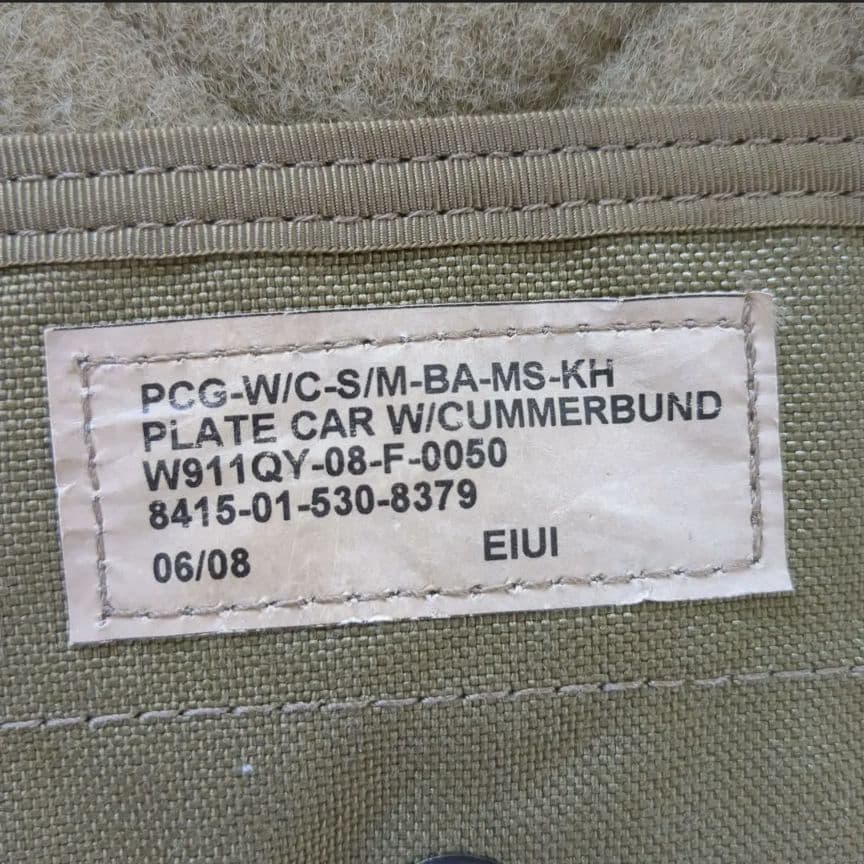 PCG-W/C-S/M-BA-MS-KH
PLATE CAR W/CUMMERBUND
W911QY-08-F-0050
8415-01-530-8379
06/08 EIUI